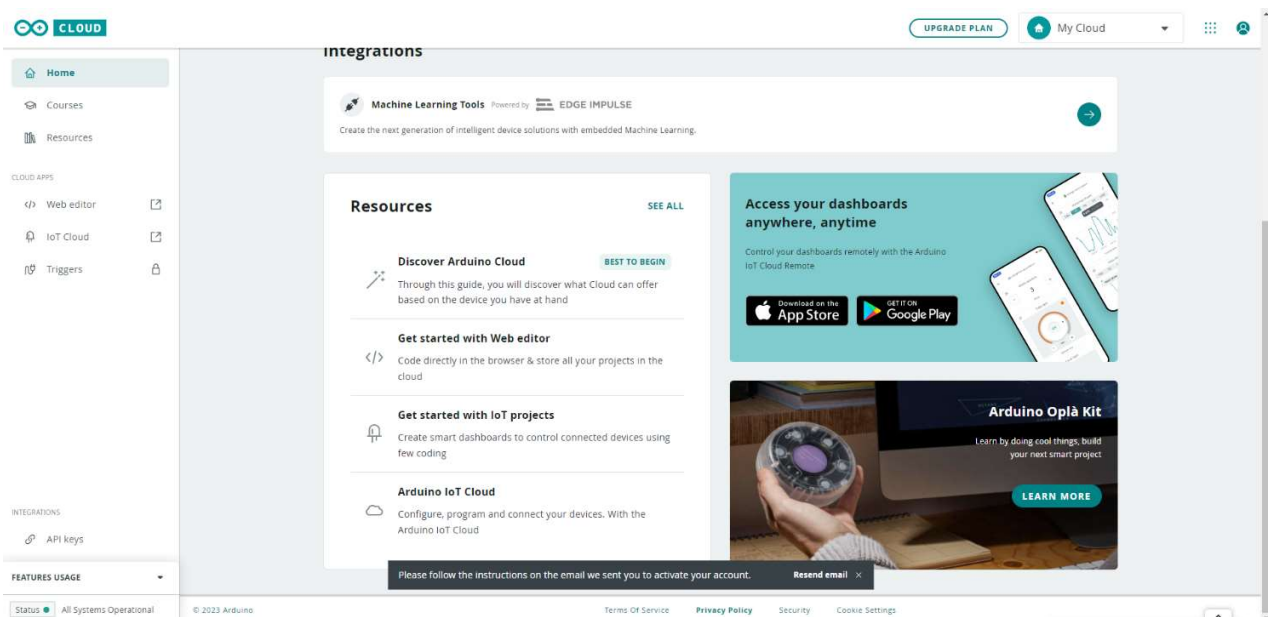 CLOUD
UPGRADE PLAN
My Cloud
Home
Courses
Resources
CLOUD APPS
</> Web editor
IoT Cloud
Triggers
INTEGRATIONS
API keys
FEATURES USAGE
Status
All Systems Operational
Integrations
Machine Learning Tools Powered by EDGE IMPULSE
Create the next generation of intelligent device solutions with embedded Machine Learning.
Resources
SEE ALL
Discover Arduino Cloud
BEST TO BEGIN
Through this guide, you will discover what Cloud can offer
based on the device you have at hand
Get started with Web editor
</>
Code directly in the browser & store all your projects in the
cloud
Get started with IoT projects
Create smart dashboards to control connected devices using
few coding
Arduino IoT Cloud
Configure, program and connect your devices. With the
Arduino IoT Cloud
Access your dashboards
anywhere, anytime
Control your dashboards remotely with the Arduino
IoT Cloud Remote
Download on the
App Store
GET IT ON
Google Play
Arduino Oplà Kit
Learn by doing cool things, build
your next smart project
LEARN MORE
Please follow the instructions on the email we sent you to activate your account.
Resend email ×
© 2023 Arduino
Terms Of Service
Privacy Policy
Security
Cookie Settings